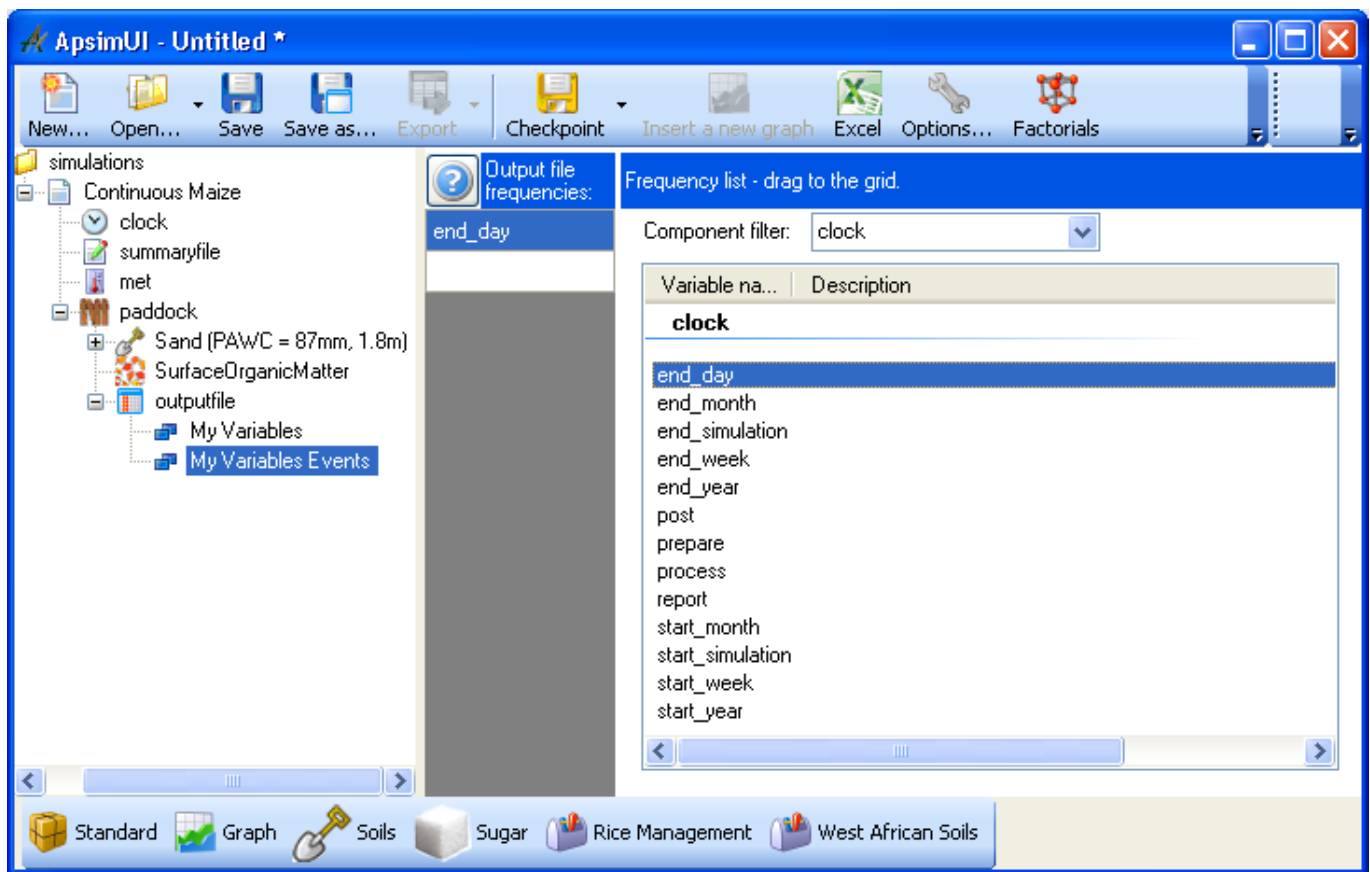 ApsimUI - Untitled *
New... Open... Save Save as... Export Checkpoint Insert a new graph Excel Options... Factorials
simulations
Continuous Maize
clock
summaryfile
met
paddock
Sand (PAWC = 87mm, 1.8m)
SurfaceOrganicMatter
outputfile
My Variables
My Variables Events
Output file
frequencies:
end_day
Frequency list - drag to the grid.
Component filter: clock
Variable na... Description
clock
end_day
end_month
end_simulation
end_week
end_year
post
prepare
process
report
start_month
start_simulation
start_week
start_year
Standard Graph Soils Sugar Rice Management West African Soils